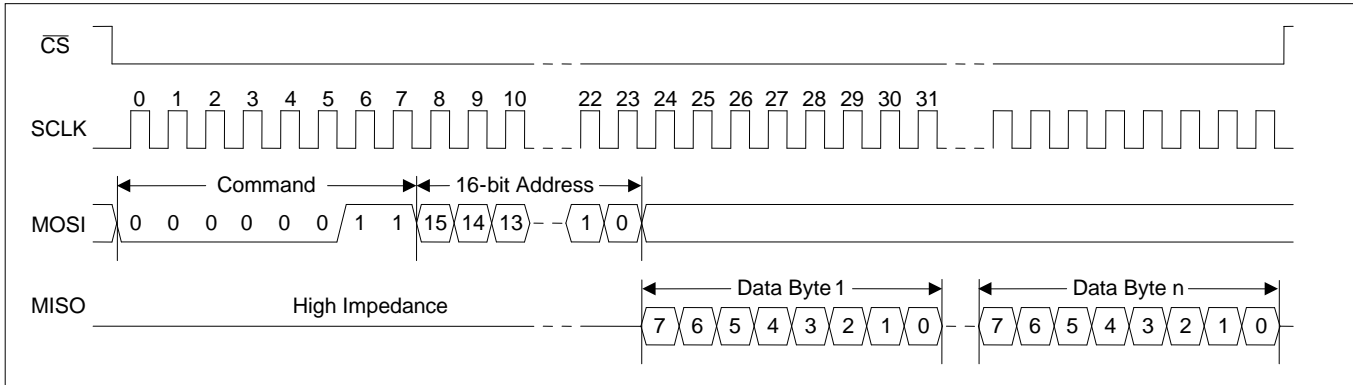 CS
0 1 2 3 4 5 6 7 8 9 10 22 23 24 25 26 27 28 29 30 31
SCLK
Command 16-bit Address
MOSI 0 0 0 0 0 0 1 1 15 14 13 1 0
Data Byte 1 Data Byte n
MISO High Impedance
7 6 5 4 3 2 1 0 7 6 5 4 3 2 1 0